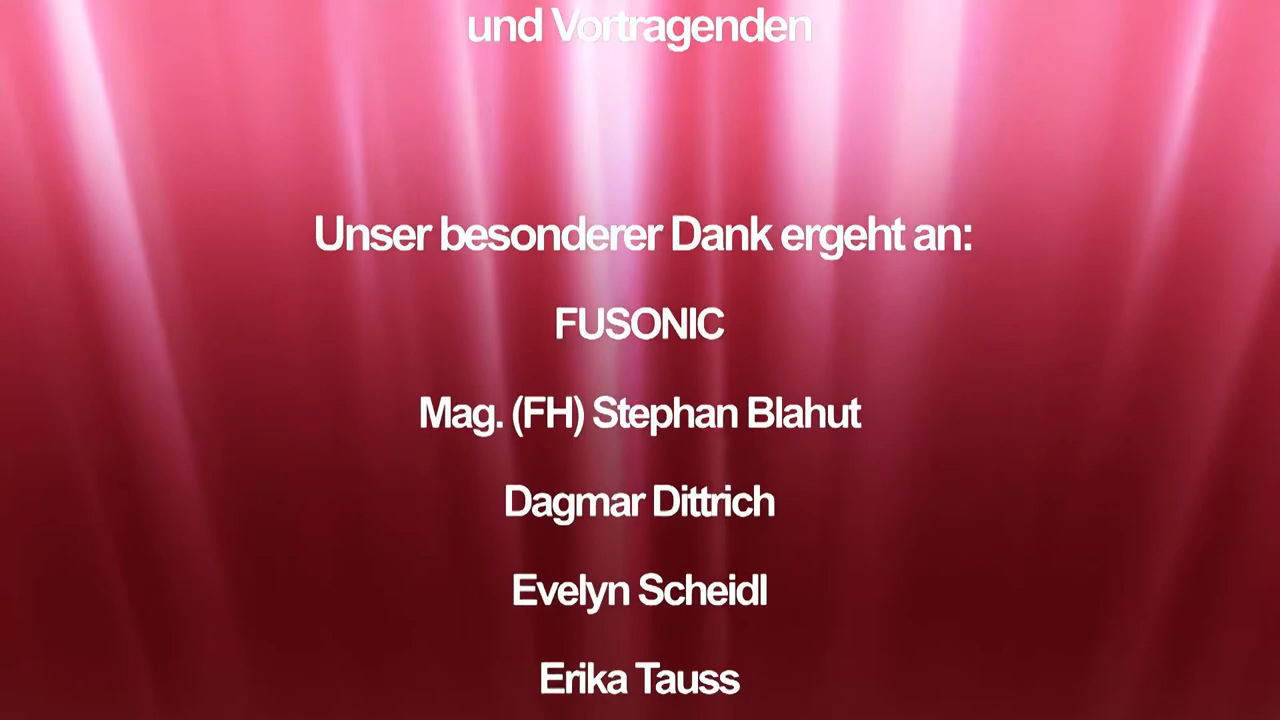 und Vortragenden
Unser besonderer Dank ergeht an:
FUSONIC
Mag. (FH) Stephan Blahut
Dagmar Dittrich
Evelyn Scheidl
Erika Tauss